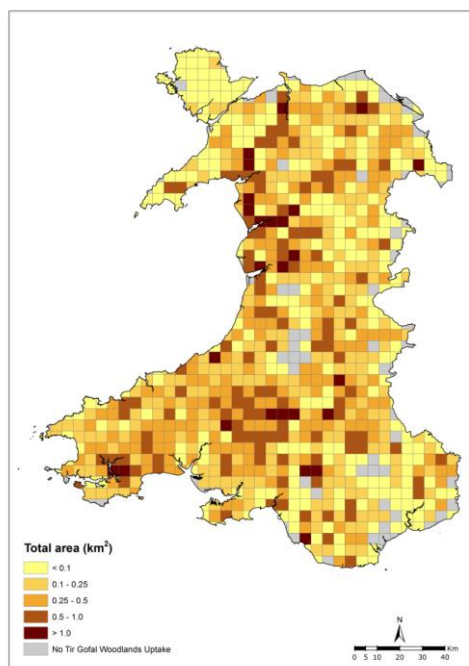 Total area (km²)
< 0.1
0.1 - 0.25
0.25 - 0.5
0.5 - 1.0
> 1.0
No Tir Gofal Woodlands Uptake
N
0 5 10 20 30 40
Km